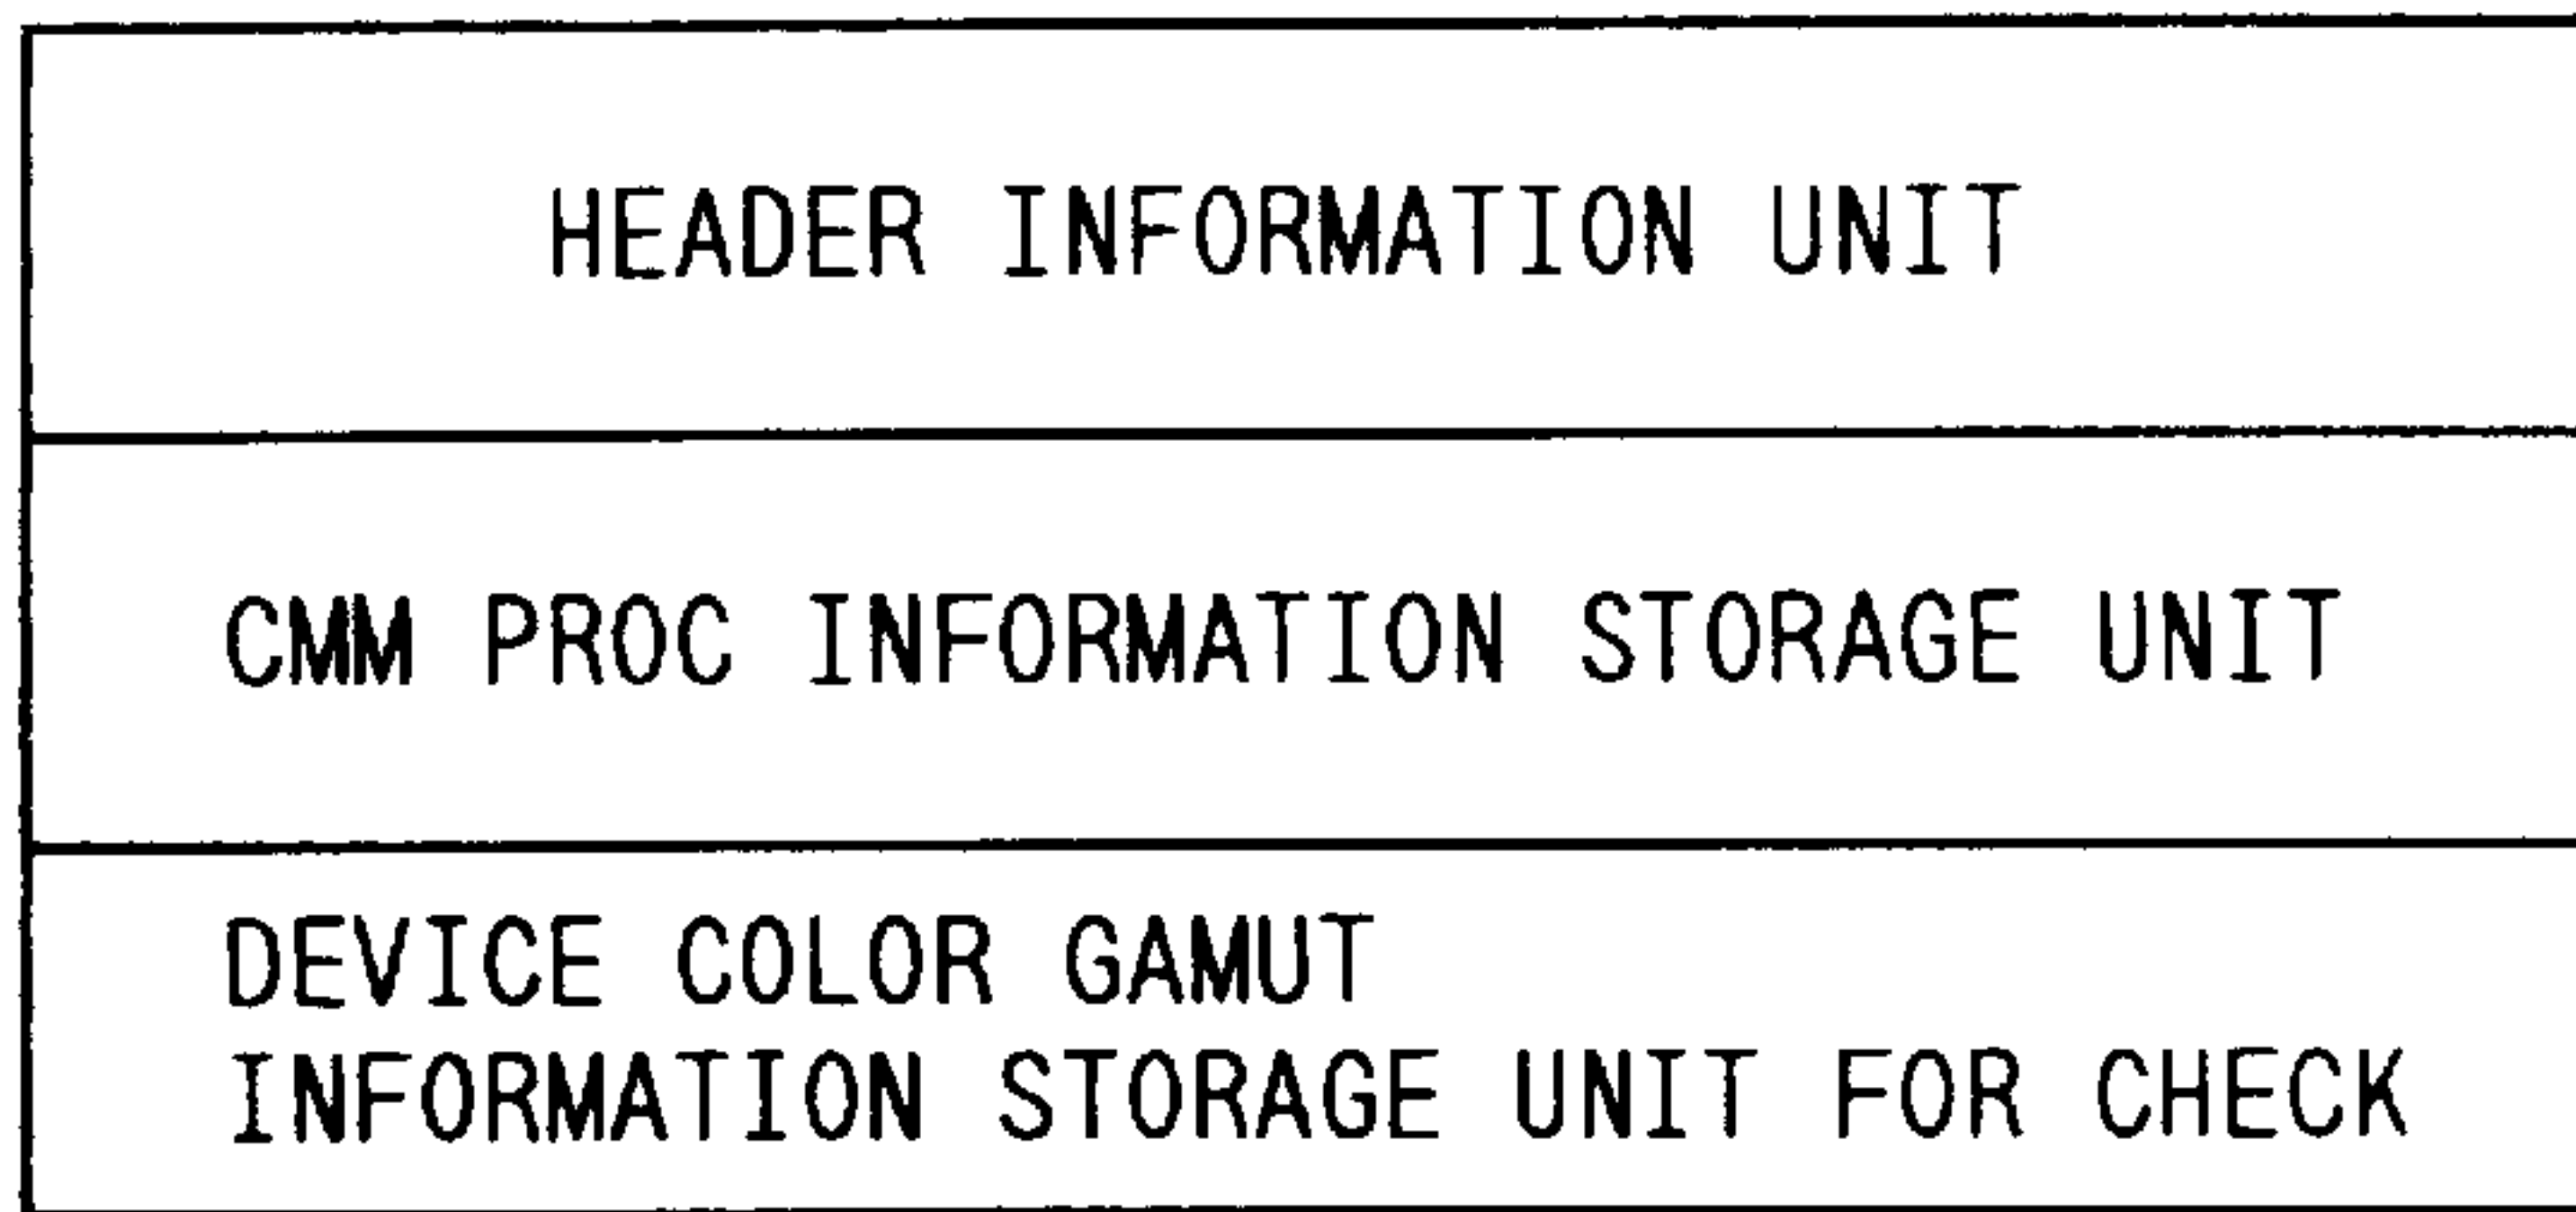 HEADER INFORMATION UNIT
CMM PROC INFORMATION STORAGE UNIT
DEVICE COLOR GAMUT
INFORMATION STORAGE UNIT FOR CHECK